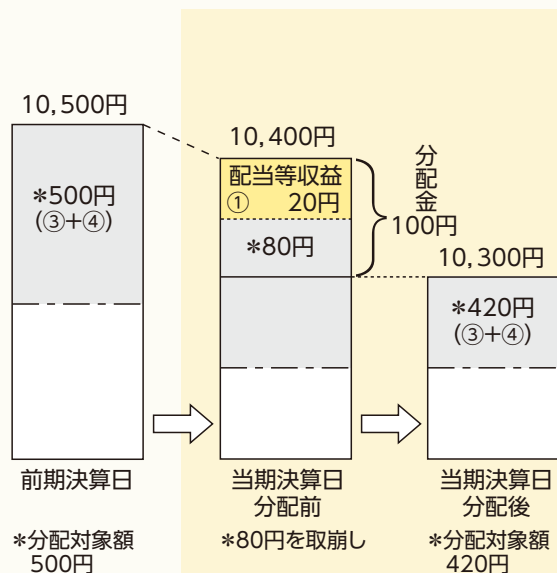 10,500円
*500円
(③+④)
前期決算日
*分配対象額
500円
10,400円
配当等収益
① 20円
*80円
分配金
100円
当期決算日
分配前
*80円を取崩し
10,300円
*420円
(③+④)
当期決算日
分配後
*分配対象額
420円